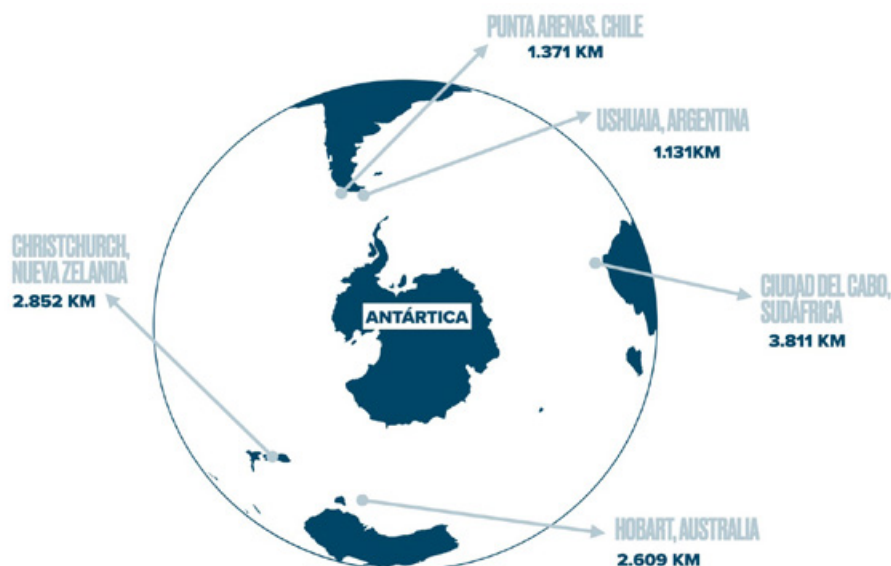 PUNTA ARENAS. CHILE
1.371 KM
USHUAIA, ARGENTINA
1.131KM
CHRISTCHURCH,
NUEVA ZELANDA
2.852 KM
ANTÁRTICA
CIUDAD DEL CABO,
SUDÁFRICA
3.811 KM
HOBART, AUSTRALIA
2.609 KM